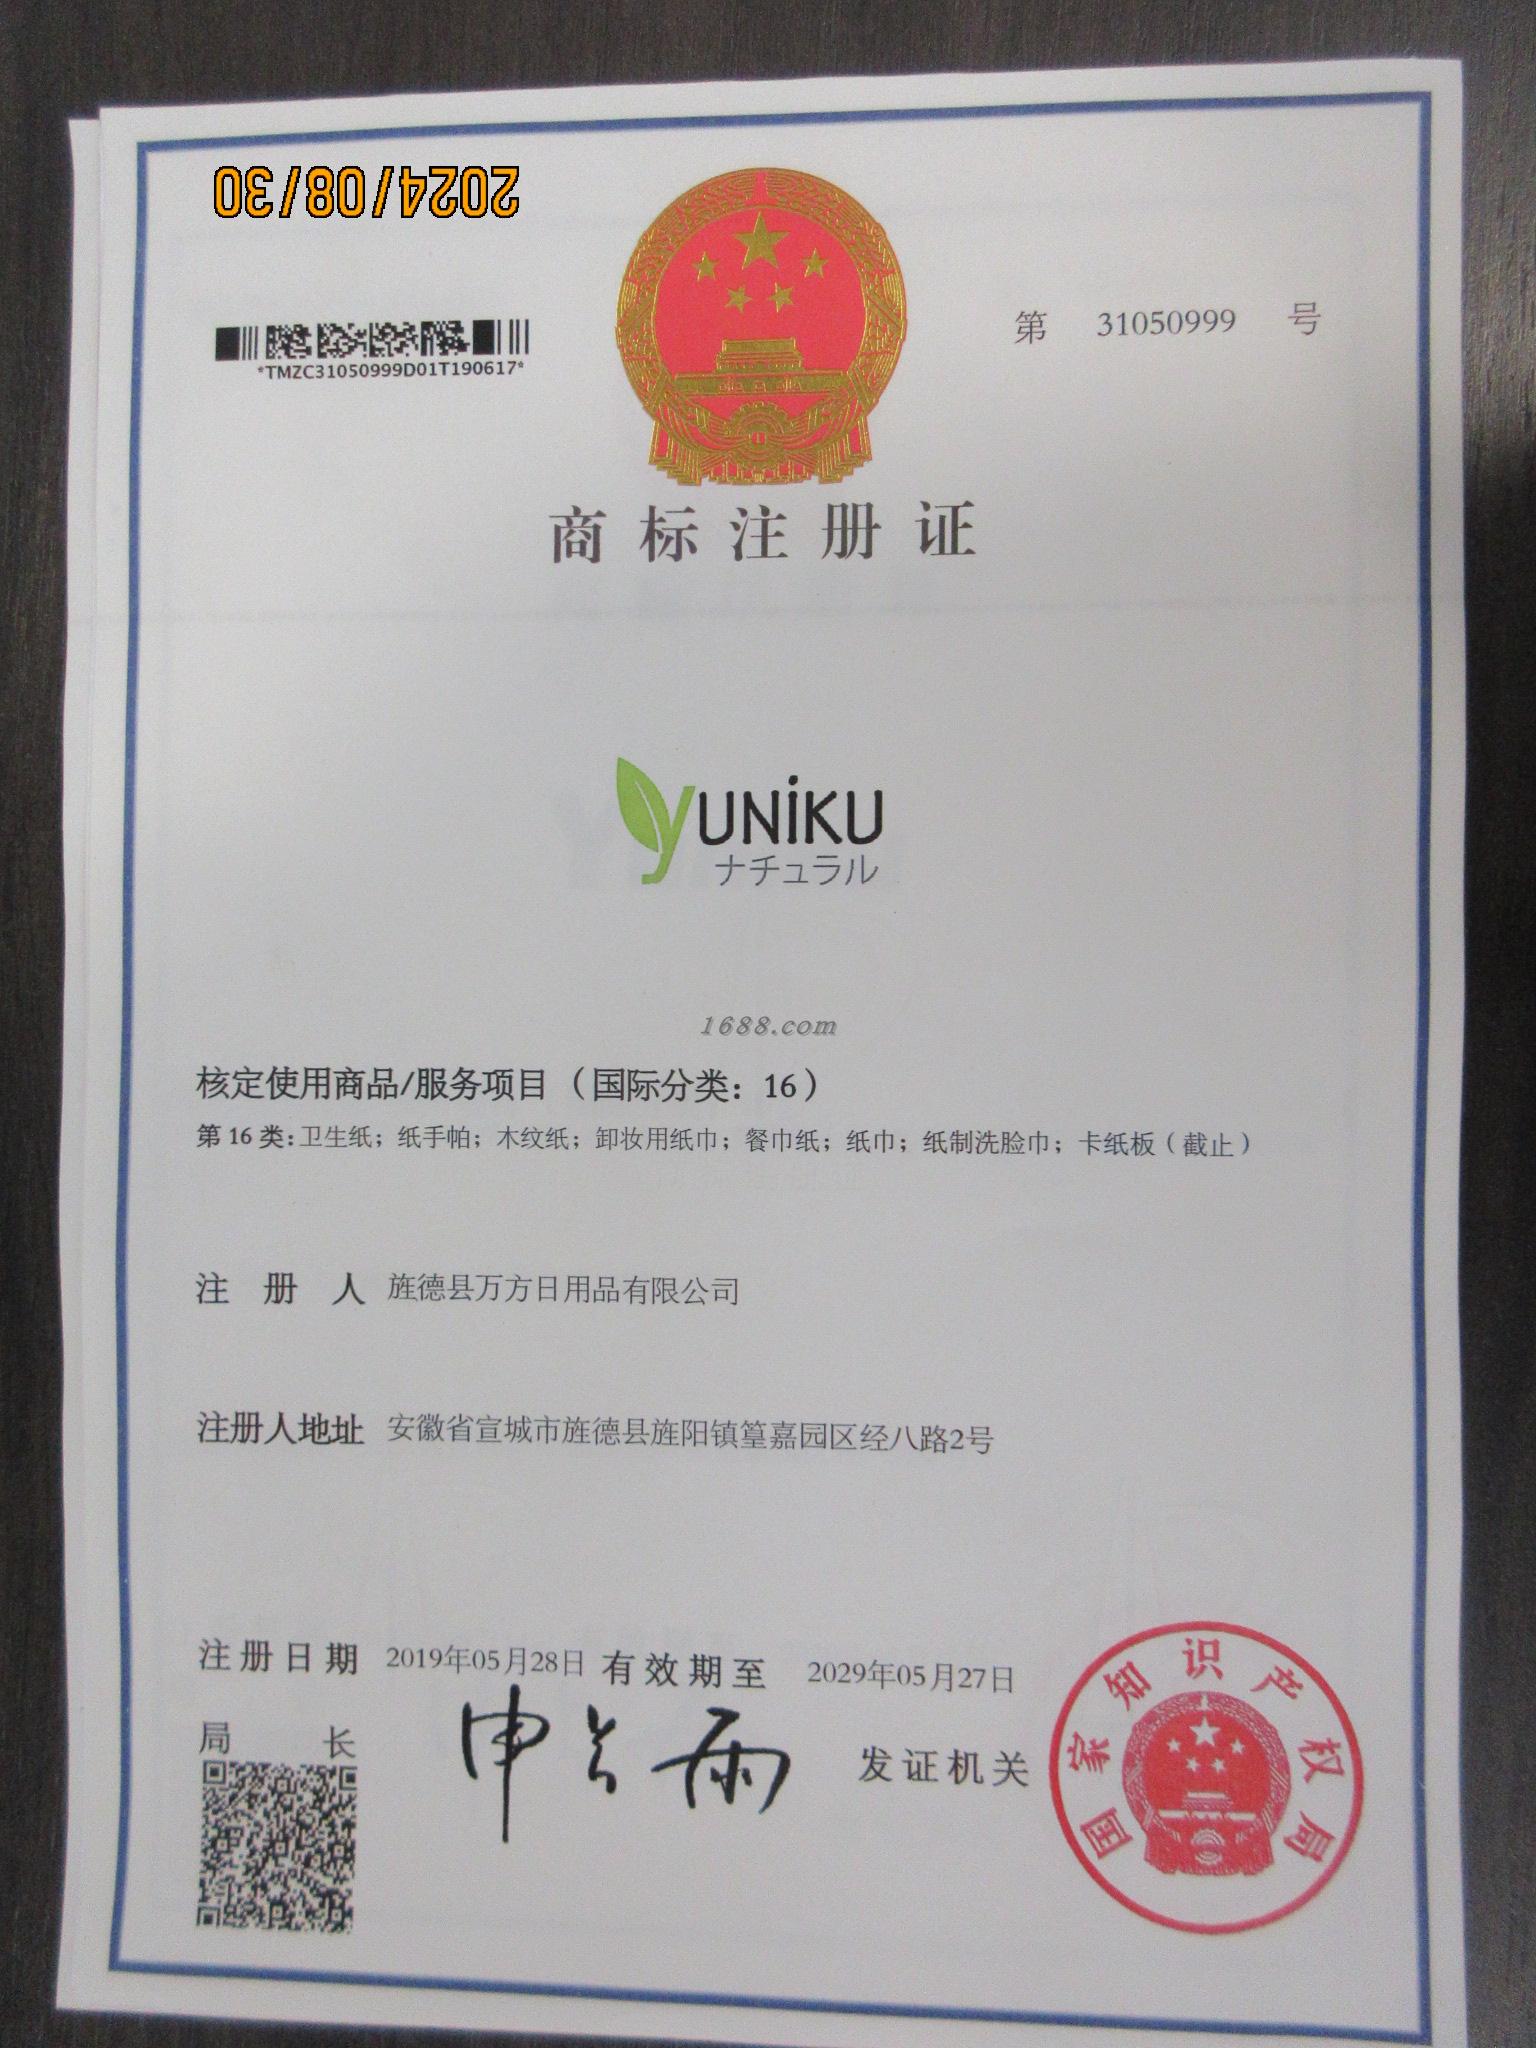 2024/08/30
第 31050999 号
*TMZC31050999D01T190617*
商标注册证
yUNiKU
ナチュラル
1688.com
核定使用商品/服务项目（国际分类：16）
第 16 类：卫生纸；纸手帕；木纹纸；卸妆用纸巾；餐巾纸；纸巾；纸制洗脸巾；卡纸板（截止）
注册人 旌德县万方日用品有限公司
注册人地址 安徽省宣城市旌德县旌阳镇篁嘉园区经八路2号
注册日期 2019年05月28日 有效期至 2029年05月27日
局长 申长雨 发证机关
国家知识产权局